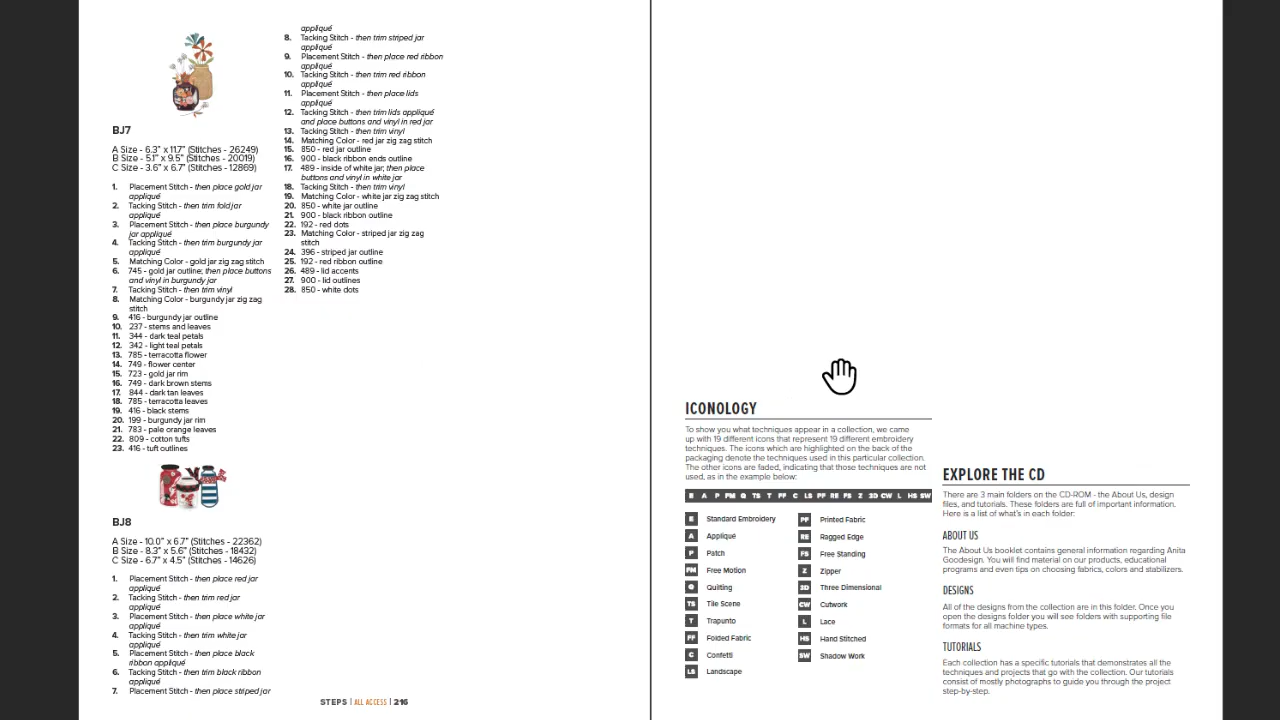 BJ7
A Size - 6.3" x 11.7" (Stitches - 26249)
B Size - 5.1" x 9.5" (Stitches - 20019)
C Size - 3.6" x 6.7" (Stitches - 12869)
1. Placement Stitch - then place gold jar
appliqué
2. Tacking Stitch - then trim fold jar
appliqué
3. Placement Stitch - then place burgundy
jar appliqué
4. Tacking Stitch - then trim burgundy jar
appliqué
5. Matching Color - gold jar zig zag stitch
6. 745 - gold jar outline; then place buttons
and vinyl in burgundy jar
7. Tacking Stitch - then trim vinyl
8. Matching Color - burgundy jar zig zag
stitch
9. 416 - burgundy jar outline
10. 237 - stems and leaves
11. 344 - dark teal petals
12. 342 - light teal petals
13. 785 - terracotta flower
14. 749 - flower center
15. 723 - gold jar rim
16. 749 - dark brown stems
17. 844 - dark tan leaves
18. 785 - terracotta leaves
19. 416 - black stems
20. 199 - burgundy jar rim
21. 783 - pale orange leaves
22. 809 - cotton tufts
23. 416 - tuft outlines
BJ8
A Size - 10.0" x 6.7" (Stitches - 22362)
B Size - 8.3" x 5.6" (Stitches - 18432)
C Size - 6.7" x 4.5" (Stitches - 14626)
1. Placement Stitch - then place red jar
appliqué
2. Tacking Stitch - then trim red jar
appliqué
3. Placement Stitch - then place white jar
appliqué
4. Tacking Stitch - then trim white jar
appliqué
5. Placement Stitch - then place black
ribbon appliqué
6. Tacking Stitch - then trim black ribbon
appliqué
7. Placement Stitch - then place striped jar
appliqué
8. Tacking Stitch - then trim striped jar
appliqué
9. Placement Stitch - then place red ribbon
appliqué
10. Tacking Stitch - then trim red ribbon
appliqué
11. Placement Stitch - then place lids
appliqué
12. Tacking Stitch - then trim lids appliqué
and place buttons and vinyl in red jar
13. Tacking Stitch - then trim vinyl
14. Matching Color - red jar zig zag stitch
15. 850 - red jar outline
16. 900 - black ribbon ends outline
17. 489 - inside of white jar; then place
buttons and vinyl in white jar
18. Tacking Stitch - then trim vinyl
19. Matching Color - white jar zig zag stitch
20. 850 - white jar outline
21. 900 - black ribbon outline
22. 192 - red dots
23. Matching Color - striped jar zig zag
stitch
24. 396 - striped jar outline
25. 192 - red ribbon outline
26. 489 - lid accents
27. 900 - lid outlines
28. 850 - white dots
STEPS | ALL ACCESS | 216
ICONOLOGY
To show you what techniques appear in a collection, we came
up with 19 different icons that represent 19 different embroidery
techniques. The icons which are highlighted on the back of the
packaging denote the techniques used in this particular collection.
The other icons are faded, indicating that those techniques are not
used, as in the example below:
E A P FM Q TS T FF C LS PF RE FS Z 3D CW L HS SW
E Standard Embroidery
A Appliqué
P Patch
FM Free Motion
Q Quilting
TS Tile Scene
T Trapunto
FF Folded Fabric
C Confetti
LS Landscape
PF Printed Fabric
RE Ragged Edge
FS Free Standing
Z Zipper
3D Three Dimensional
CW Cutwork
L Lace
HS Hand Stitched
SW Shadow Work
EXPLORE THE CD
There are 3 main folders on the CD-ROM - the About Us, design
files, and tutorials. These folders are full of important information.
Here is a list of what's in each folder:
ABOUT US
The About Us booklet contains general information regarding Anita
Goodesign. You will find material on our products, educational
programs and even tips on choosing fabrics, colors and stabilizers.
DESIGNS
All of the designs from the collection are in this folder. Once you
open the designs folder you will see folders with supporting file
formats for all machine types.
TUTORIALS
Each collection has a specific tutorials that demonstrates all the
techniques and projects that go with the collection. Our tutorials
consist of mostly photographs to guide you through the project
step-by-step.